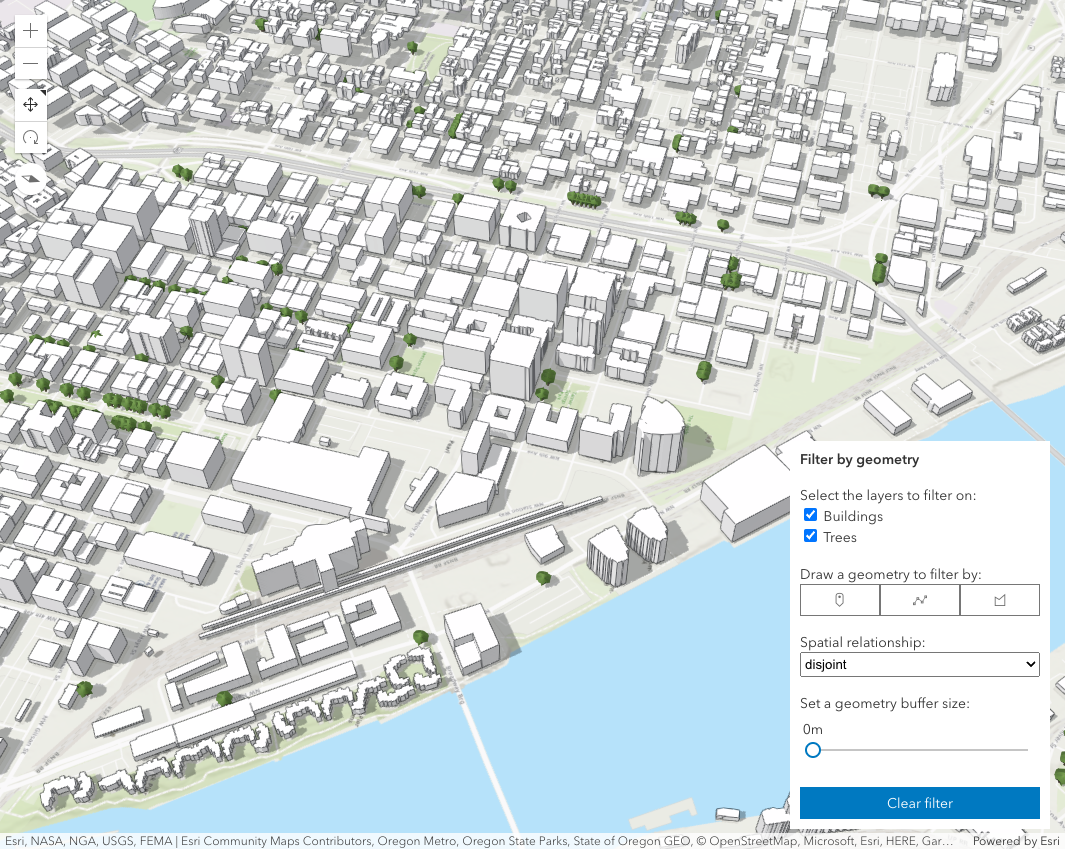 Filter by geometry
Select the layers to filter on:
Buildings
Trees
Draw a geometry to filter by:
Spatial relationship:
disjoint
Set a geometry buffer size:
0m
Clear filter
Esri, NASA, NGA, USGS, FEMA | Esri Community Maps Contributors, Oregon Metro, Oregon State Parks, State of Oregon GEO, © OpenStreetMap, Microsoft, Esri, HERE, Gar...
Powered by Esri